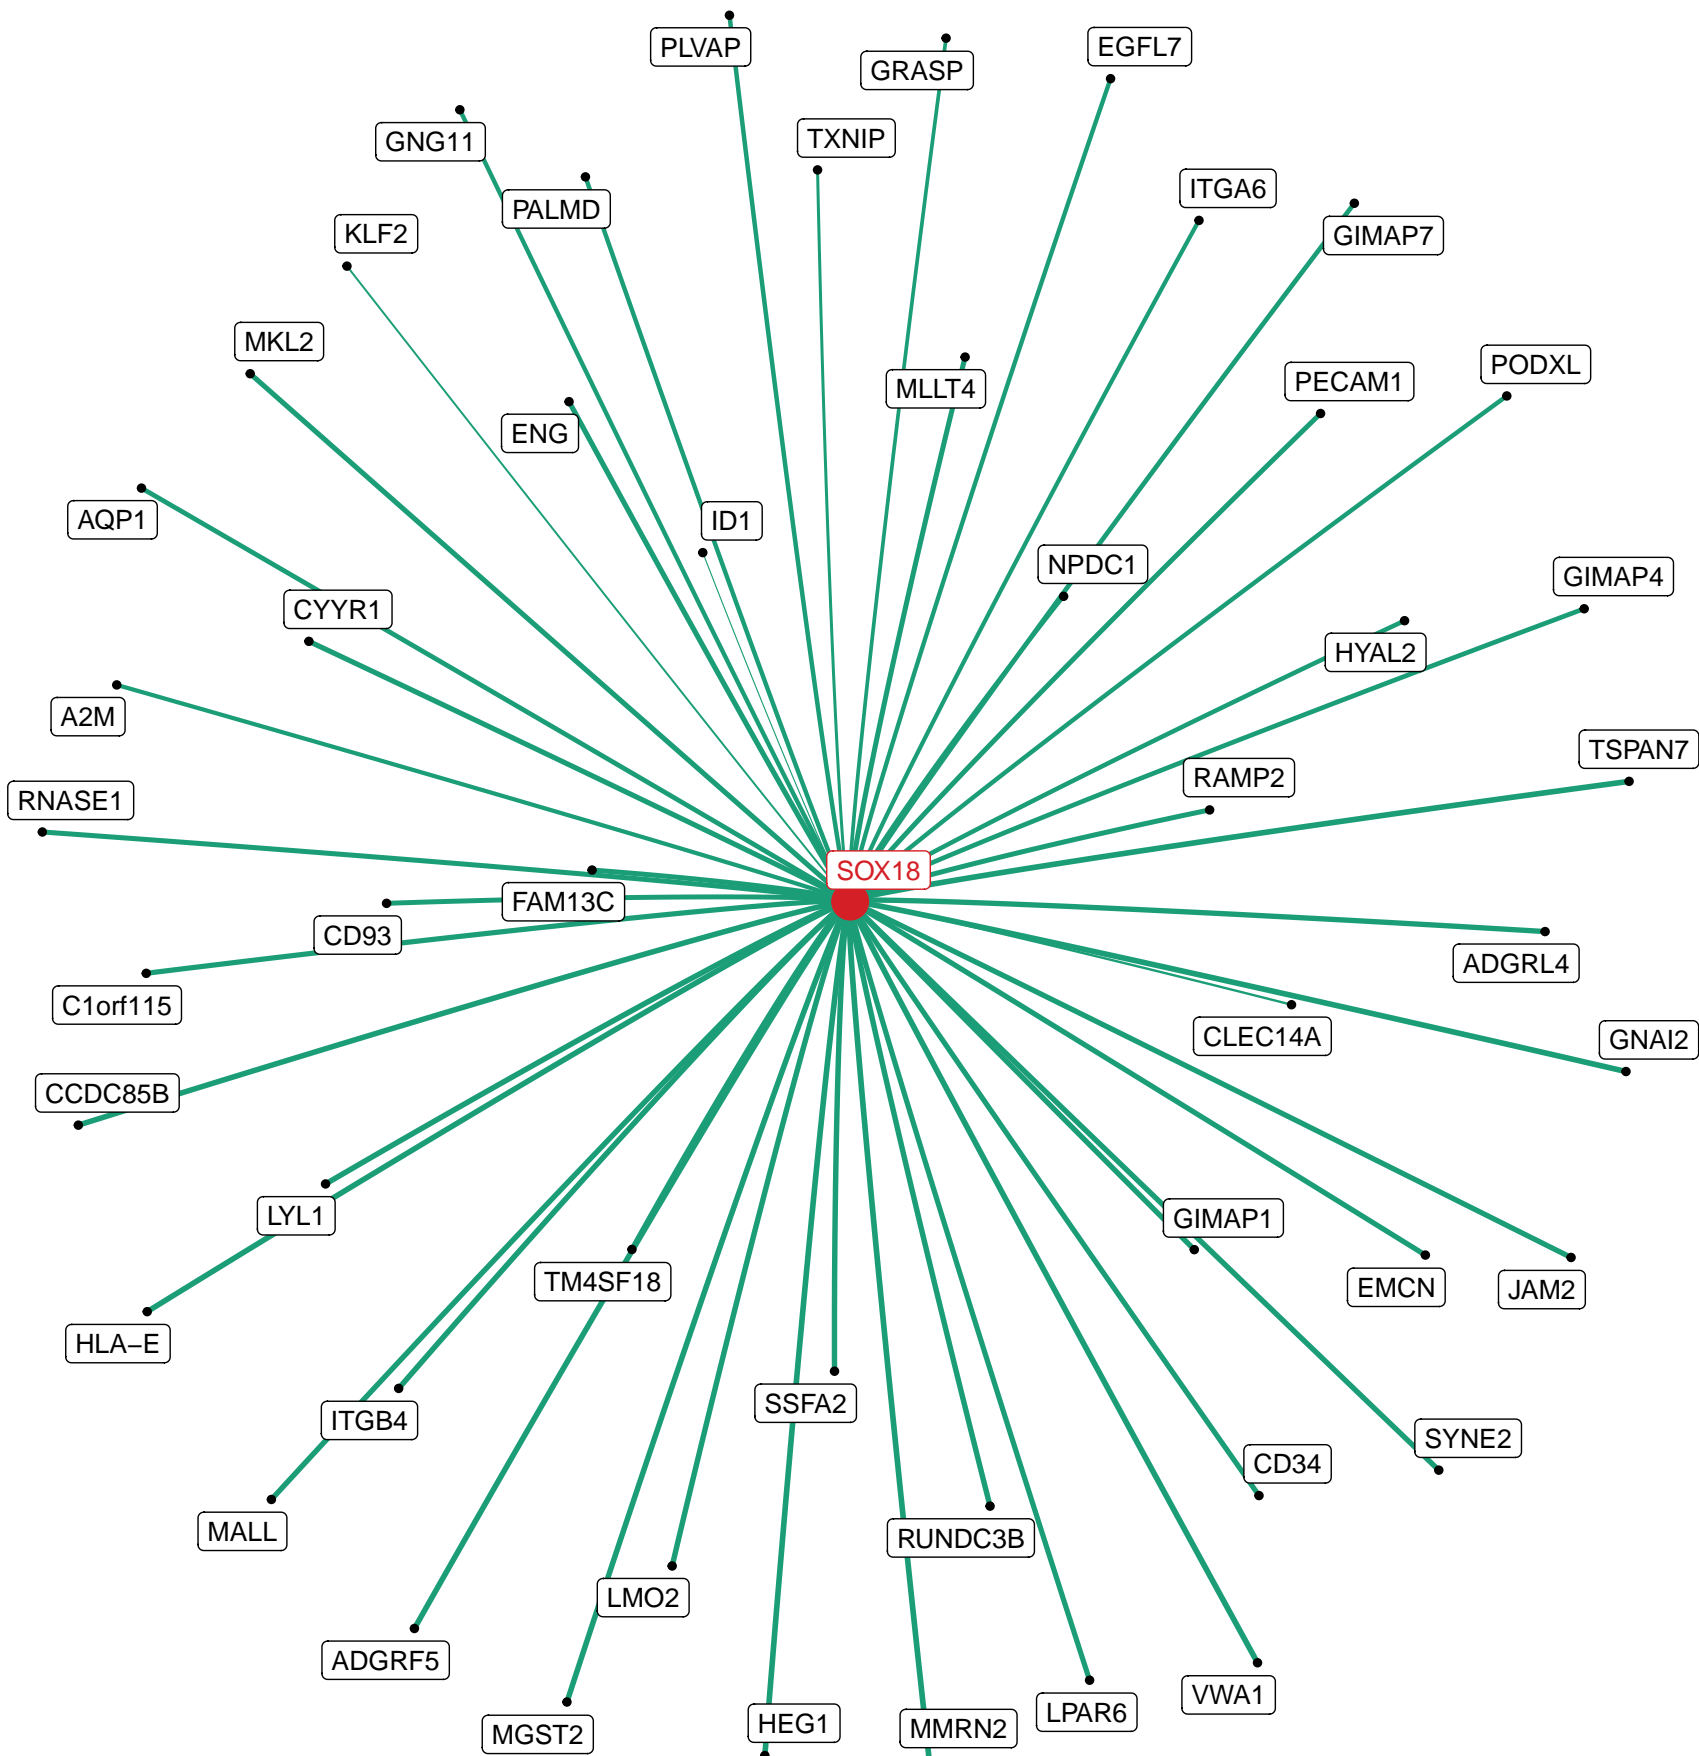 PLVAP
EGFL7
GRASP
TXNIP
GNG11
ITGA6
PALMD
KLF2
GIMAP7
MKL2
PODXL
PECAM1
MLLT4
ENG
AQP1
ID1
NPDC1
GIMAP4
CYYR1
HYAL2
A2M
TSPAN7
RAMP2
RNASE1
SOX18
FAM13C
CD93
ADGRL4
C1orf115
CLEC14A
GNAI2
CCDC85B
LYL1
GIMAP1
TM4SF18
EMCN
JAM2
HLA−E
SSFA2
ITGB4
SYNE2
CD34
MALL
RUNDC3B
LMO2
ADGRF5
VWA1
LPAR6
HEG1
MMRN2
MGST2